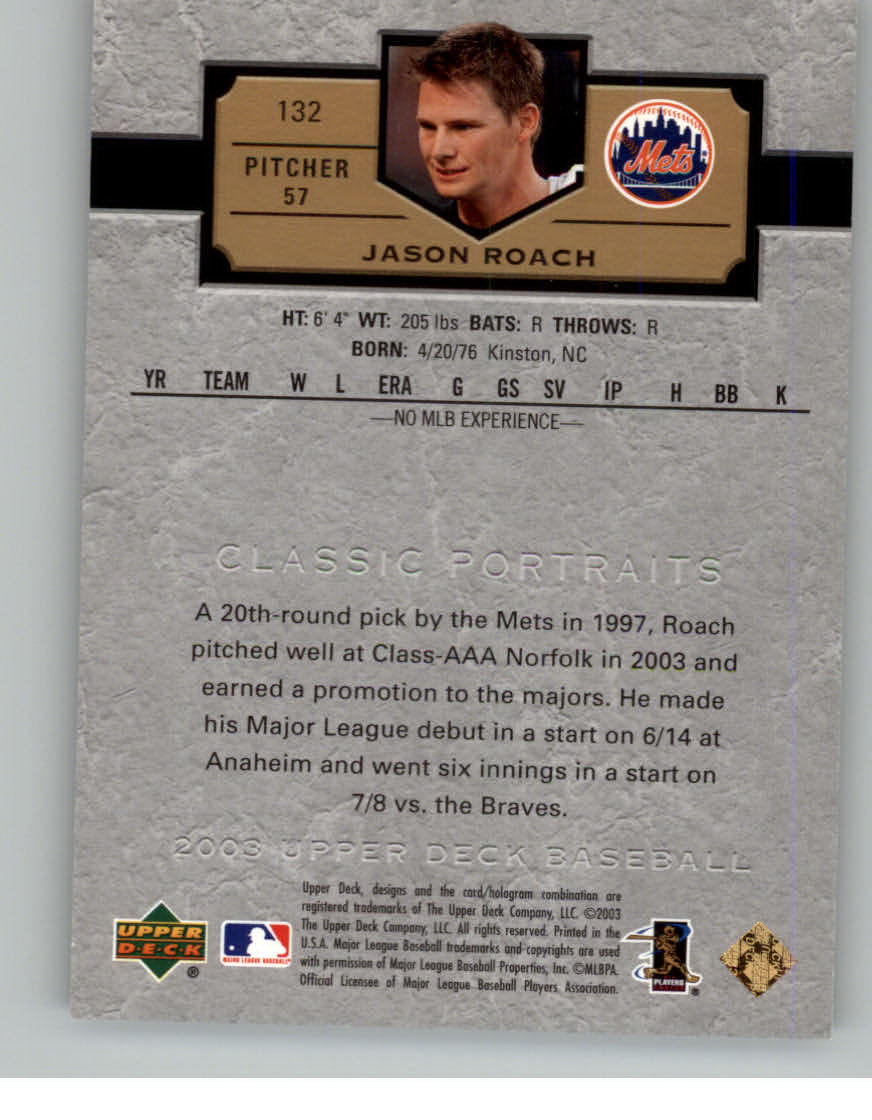 132
PITCHER
57
Mets
JASON ROACH
HT: 6' 4" WT: 205 lbs BATS: R THROWS: R
BORN: 4/20/76 Kinston, NC
YR TEAM W L ERA G GS SV IP H BB K
—NO MLB EXPERIENCE—
CLASSIC PORTRAITS
A 20th-round pick by the Mets in 1997, Roach
pitched well at Class-AAA Norfolk in 2003 and
earned a promotion to the majors. He made
his Major League debut in a start on 6/14 at
Anaheim and went six innings in a start on
7/8 vs. the Braves.
2003 UPPER DECK BASEBALL
Upper Deck, designs and the card/hologram combination are
registered trademarks of The Upper Deck Company, LLC. ©2003
The Upper Deck Company, LLC. All rights reserved. Printed in the
U.S.A. Major League Baseball trademarks and copyrights are used
with permission of Major League Baseball Properties, Inc. ©MLBPA.
Official Licensee of Major League Baseball Players Association.
UPPER
DECK
®
MAJOR LEAGUE BASEBALL
PLAYERS
®